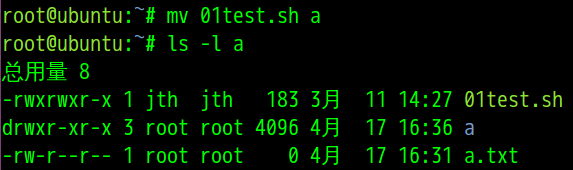 root@ubuntu:~# mv 01test.sh a
root@ubuntu:~# ls -l a
总用量 8
-rwxrwxr-x 1 jth  jth   183 3月  11 14:27 01test.sh
drwxr-xr-x 3 root root 4096 4月  17 16:36 a
-rw-r--r-- 1 root root    0 4月  17 16:31 a.txt